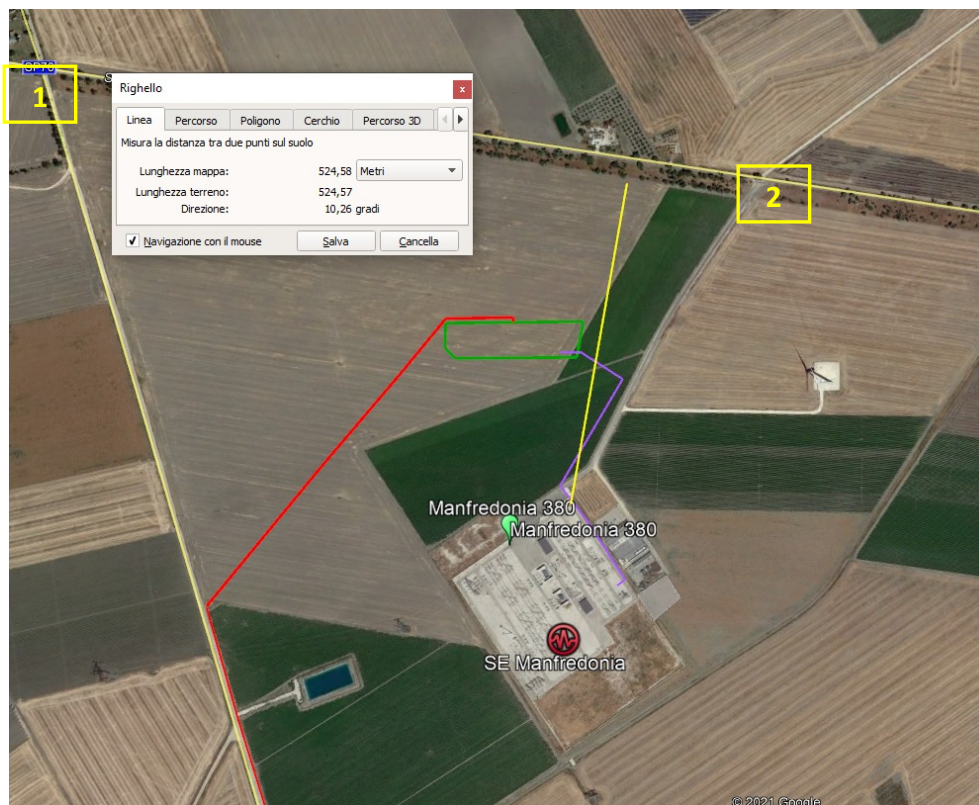 SP70
1
S
Righello
x
Linea Percorso Poligono Cerchio Percorso 3D
Misura la distanza tra due punti sul suolo
Lunghezza mappa: 524,58 Metri
Lunghezza terreno: 524,57
Direzione: 10,26 gradi
Navigazione con il mouse Salva Cancella
2
Manfredonia 380
Manfredonia 380
SE Manfredonia
© 2021 Google